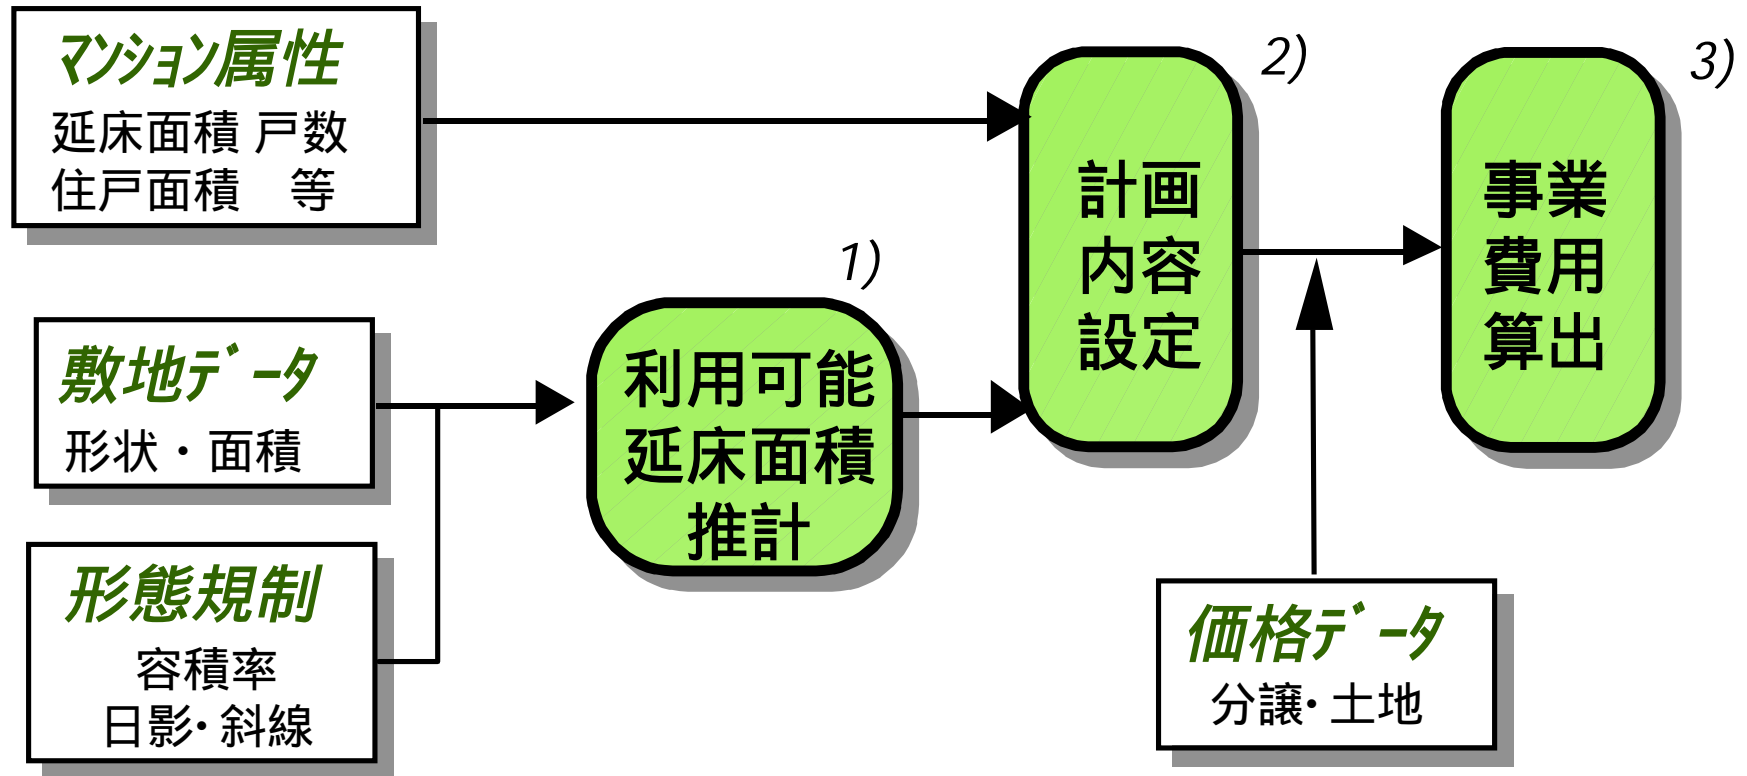 ﾏﾝｼｮﾝ属性
延床面積 戸数
住戸面積　等
敷地ﾃﾞｰﾀ
形状・面積
形態規制
容積率
日影・斜線
1)
利用可能
延床面積
推計
2)
計画
内容
設定
価格ﾃﾞｰﾀ
分譲・土地
3)
事業
費用
算出